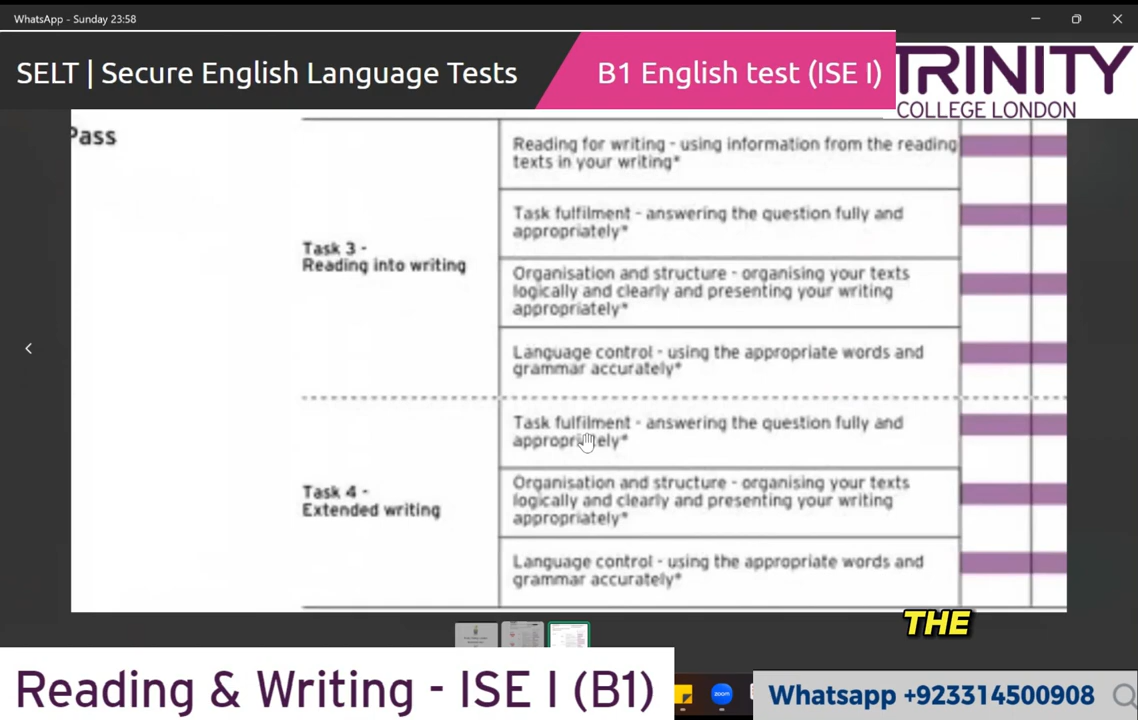 WhatsApp - Sunday 23:58
SELT | Secure English Language Tests
B1 English test (ISE I)
TRINITY
COLLEGE LONDON
Pass
Reading for writing - using information from the reading
texts in your writing*
Task fulfilment - answering the question fully and
appropriately*
Task 3 -
Reading into writing
Organisation and structure - organising your texts
logically and clearly and presenting your writing
appropriately*
Language control - using the appropriate words and
grammar accurately*
Task fulfilment - answering the question fully and
appropriately*
Task 4 -
Extended writing
Organisation and structure - organising your texts
logically and clearly and presenting your writing
appropriately*
Language control - using the appropriate words and
grammar accurately*
THE
Reading & Writing - ISE I (B1)
zoom
Whatsapp +923314500908